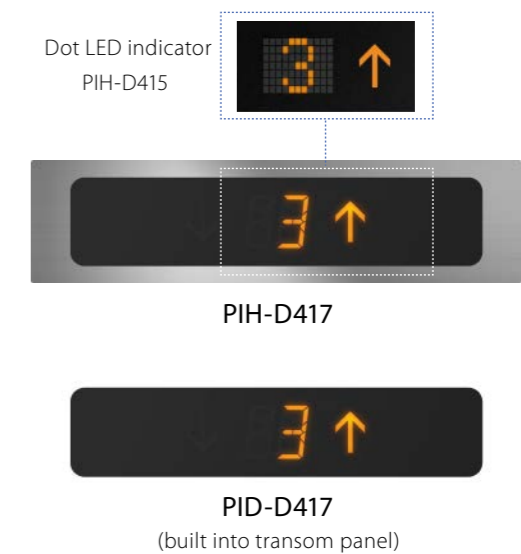 Dot LED indicator
PIH-D415
3 ↑
3 ↑
PIH-D417
3 ↑
PID-D417
(built into transom panel)